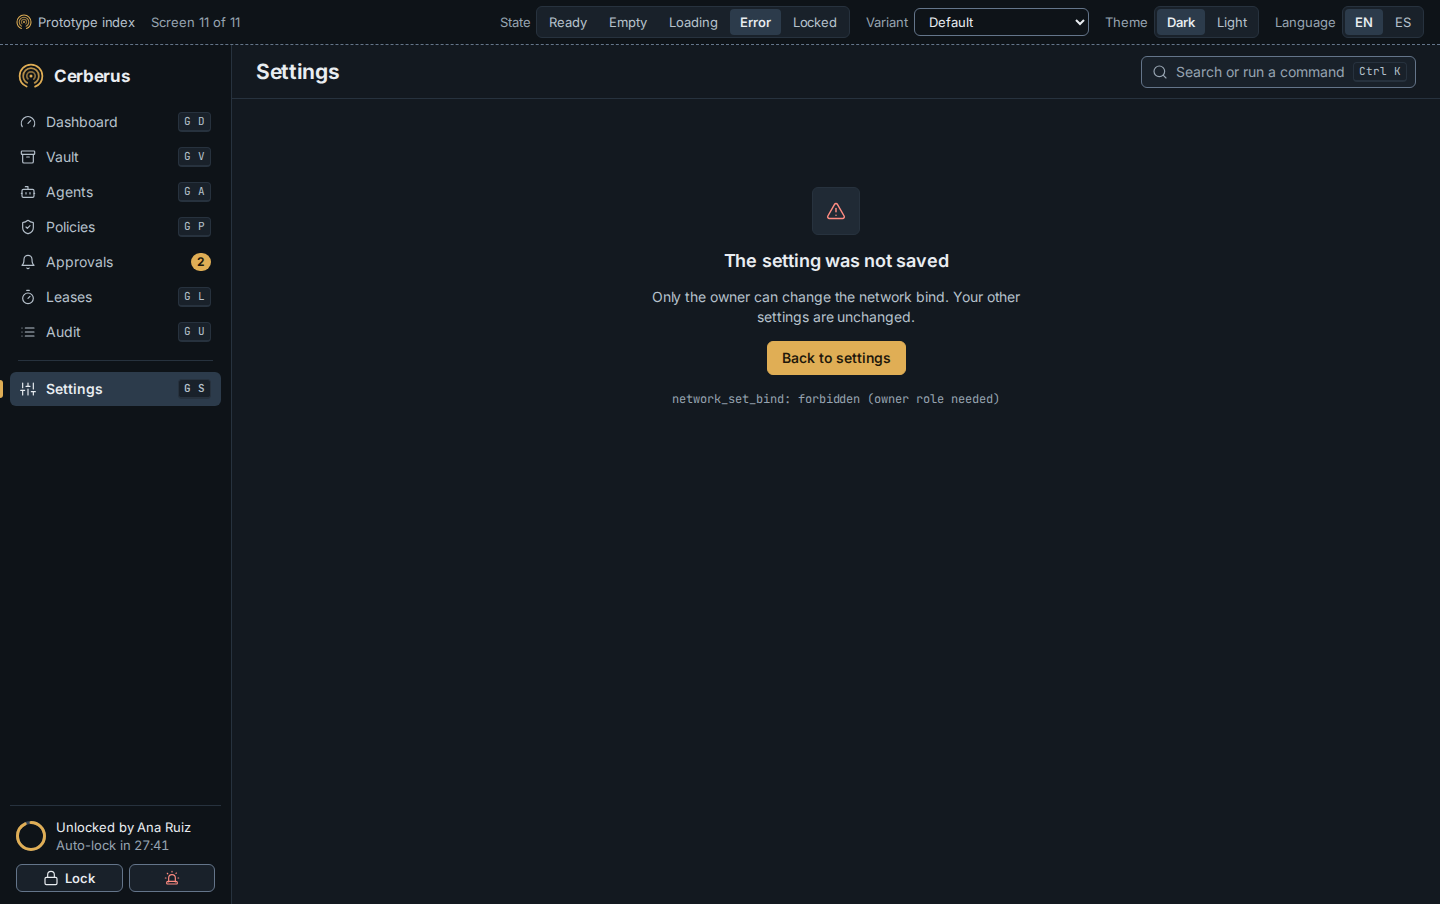 Prototype index Screen 11 of 11 State Ready Empty Loading Error Locked Variant Default Theme Dark Light Language EN ES
Cerberus
Settings
Search or run a command Ctrl K
Dashboard G D
Vault G V
Agents G A
Policies G P
Approvals 2
Leases G L
Audit G U
Settings G S
The setting was not saved
Only the owner can change the network bind. Your other
settings are unchanged.
Back to settings
network_set_bind: forbidden (owner role needed)
Unlocked by Ana Ruiz
Auto-lock in 27:41
Lock